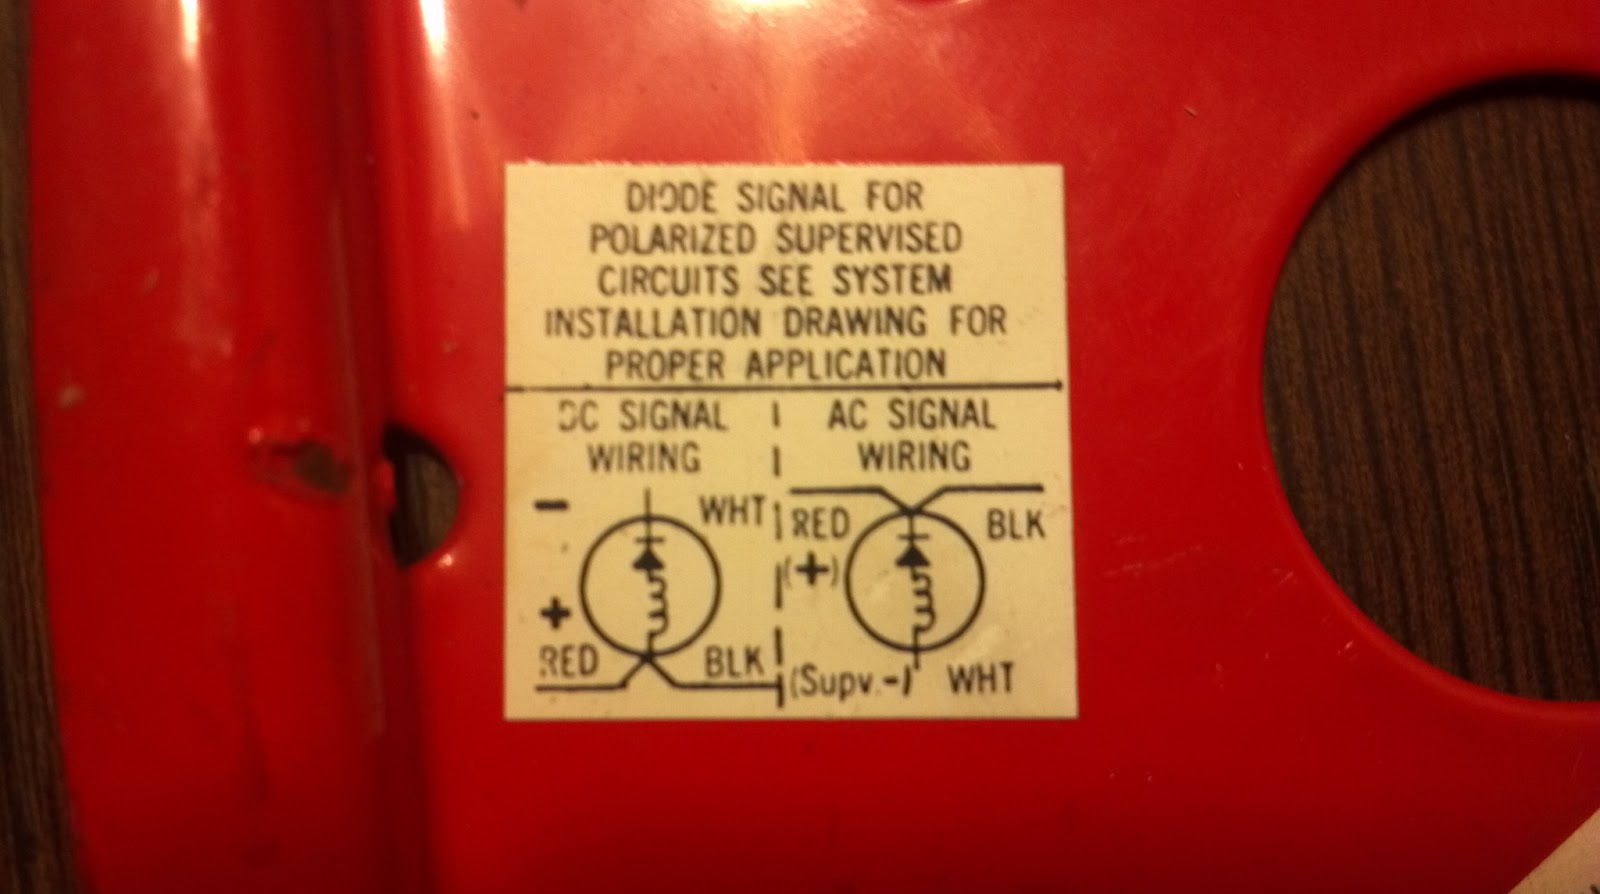 DIODE SIGNAL FOR
POLARIZED SUPERVISED
CIRCUITS SEE SYSTEM
INSTALLATION DRAWING FOR
PROPER APPLICATION
DC SIGNAL
WIRING
- WHT
+
RED BLK
AC SIGNAL
WIRING
RED BLK
(+)
(Supv.-) WHT